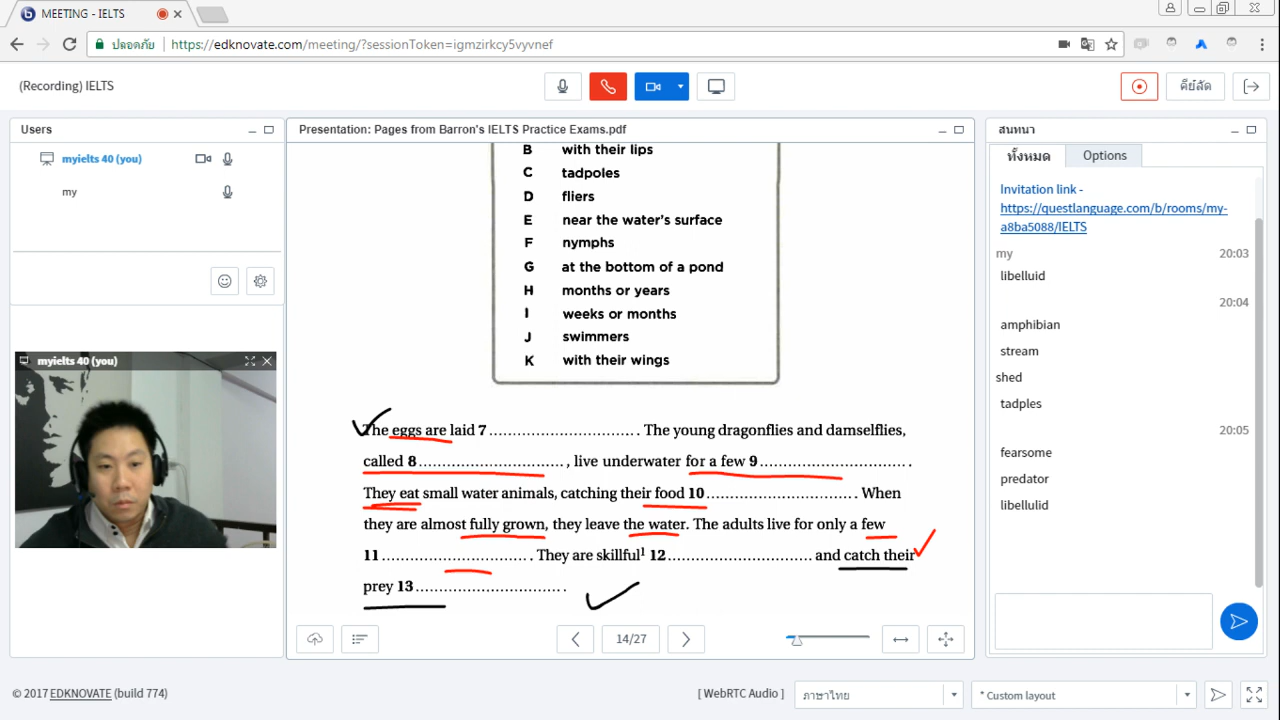 MEETING - IELTS
ปลอดภัย
https://edknovate.com/meeting/?sessionToken=igmzirkcy5vyvnef
(Recording) IELTS
คีย์ลัด
Users
myielts 40 (you)
my
myielts 40 (you)
Presentation: Pages from Barron's IELTS Practice Exams.pdf
B with their lips
C tadpoles
D fliers
E near the water's surface
F nymphs
G at the bottom of a pond
H months or years
I weeks or months
J swimmers
K with their wings
The eggs are laid 7 ............................. . The young dragonflies and damselflies,
called 8 ............................., live underwater for a few 9 ............................. .
They eat small water animals, catching their food 10 ............................. . When
they are almost fully grown, they leave the water. The adults live for only a few
11 ............................. . They are skillful¹ 12 ............................. and catch their
prey 13 ............................. .
14/27
สนทนา
ทั้งหมด
Options
Invitation link -
https://questlanguage.com/b/rooms/my-
a8ba5088/IELTS
my 20:03
libelluid
20:04
amphibian
stream
shed
tadples
20:05
fearsome
predator
libellulid
© 2017 EDKNOVATE (build 774)
[ WebRTC Audio ]
ภาษาไทย
* Custom layout